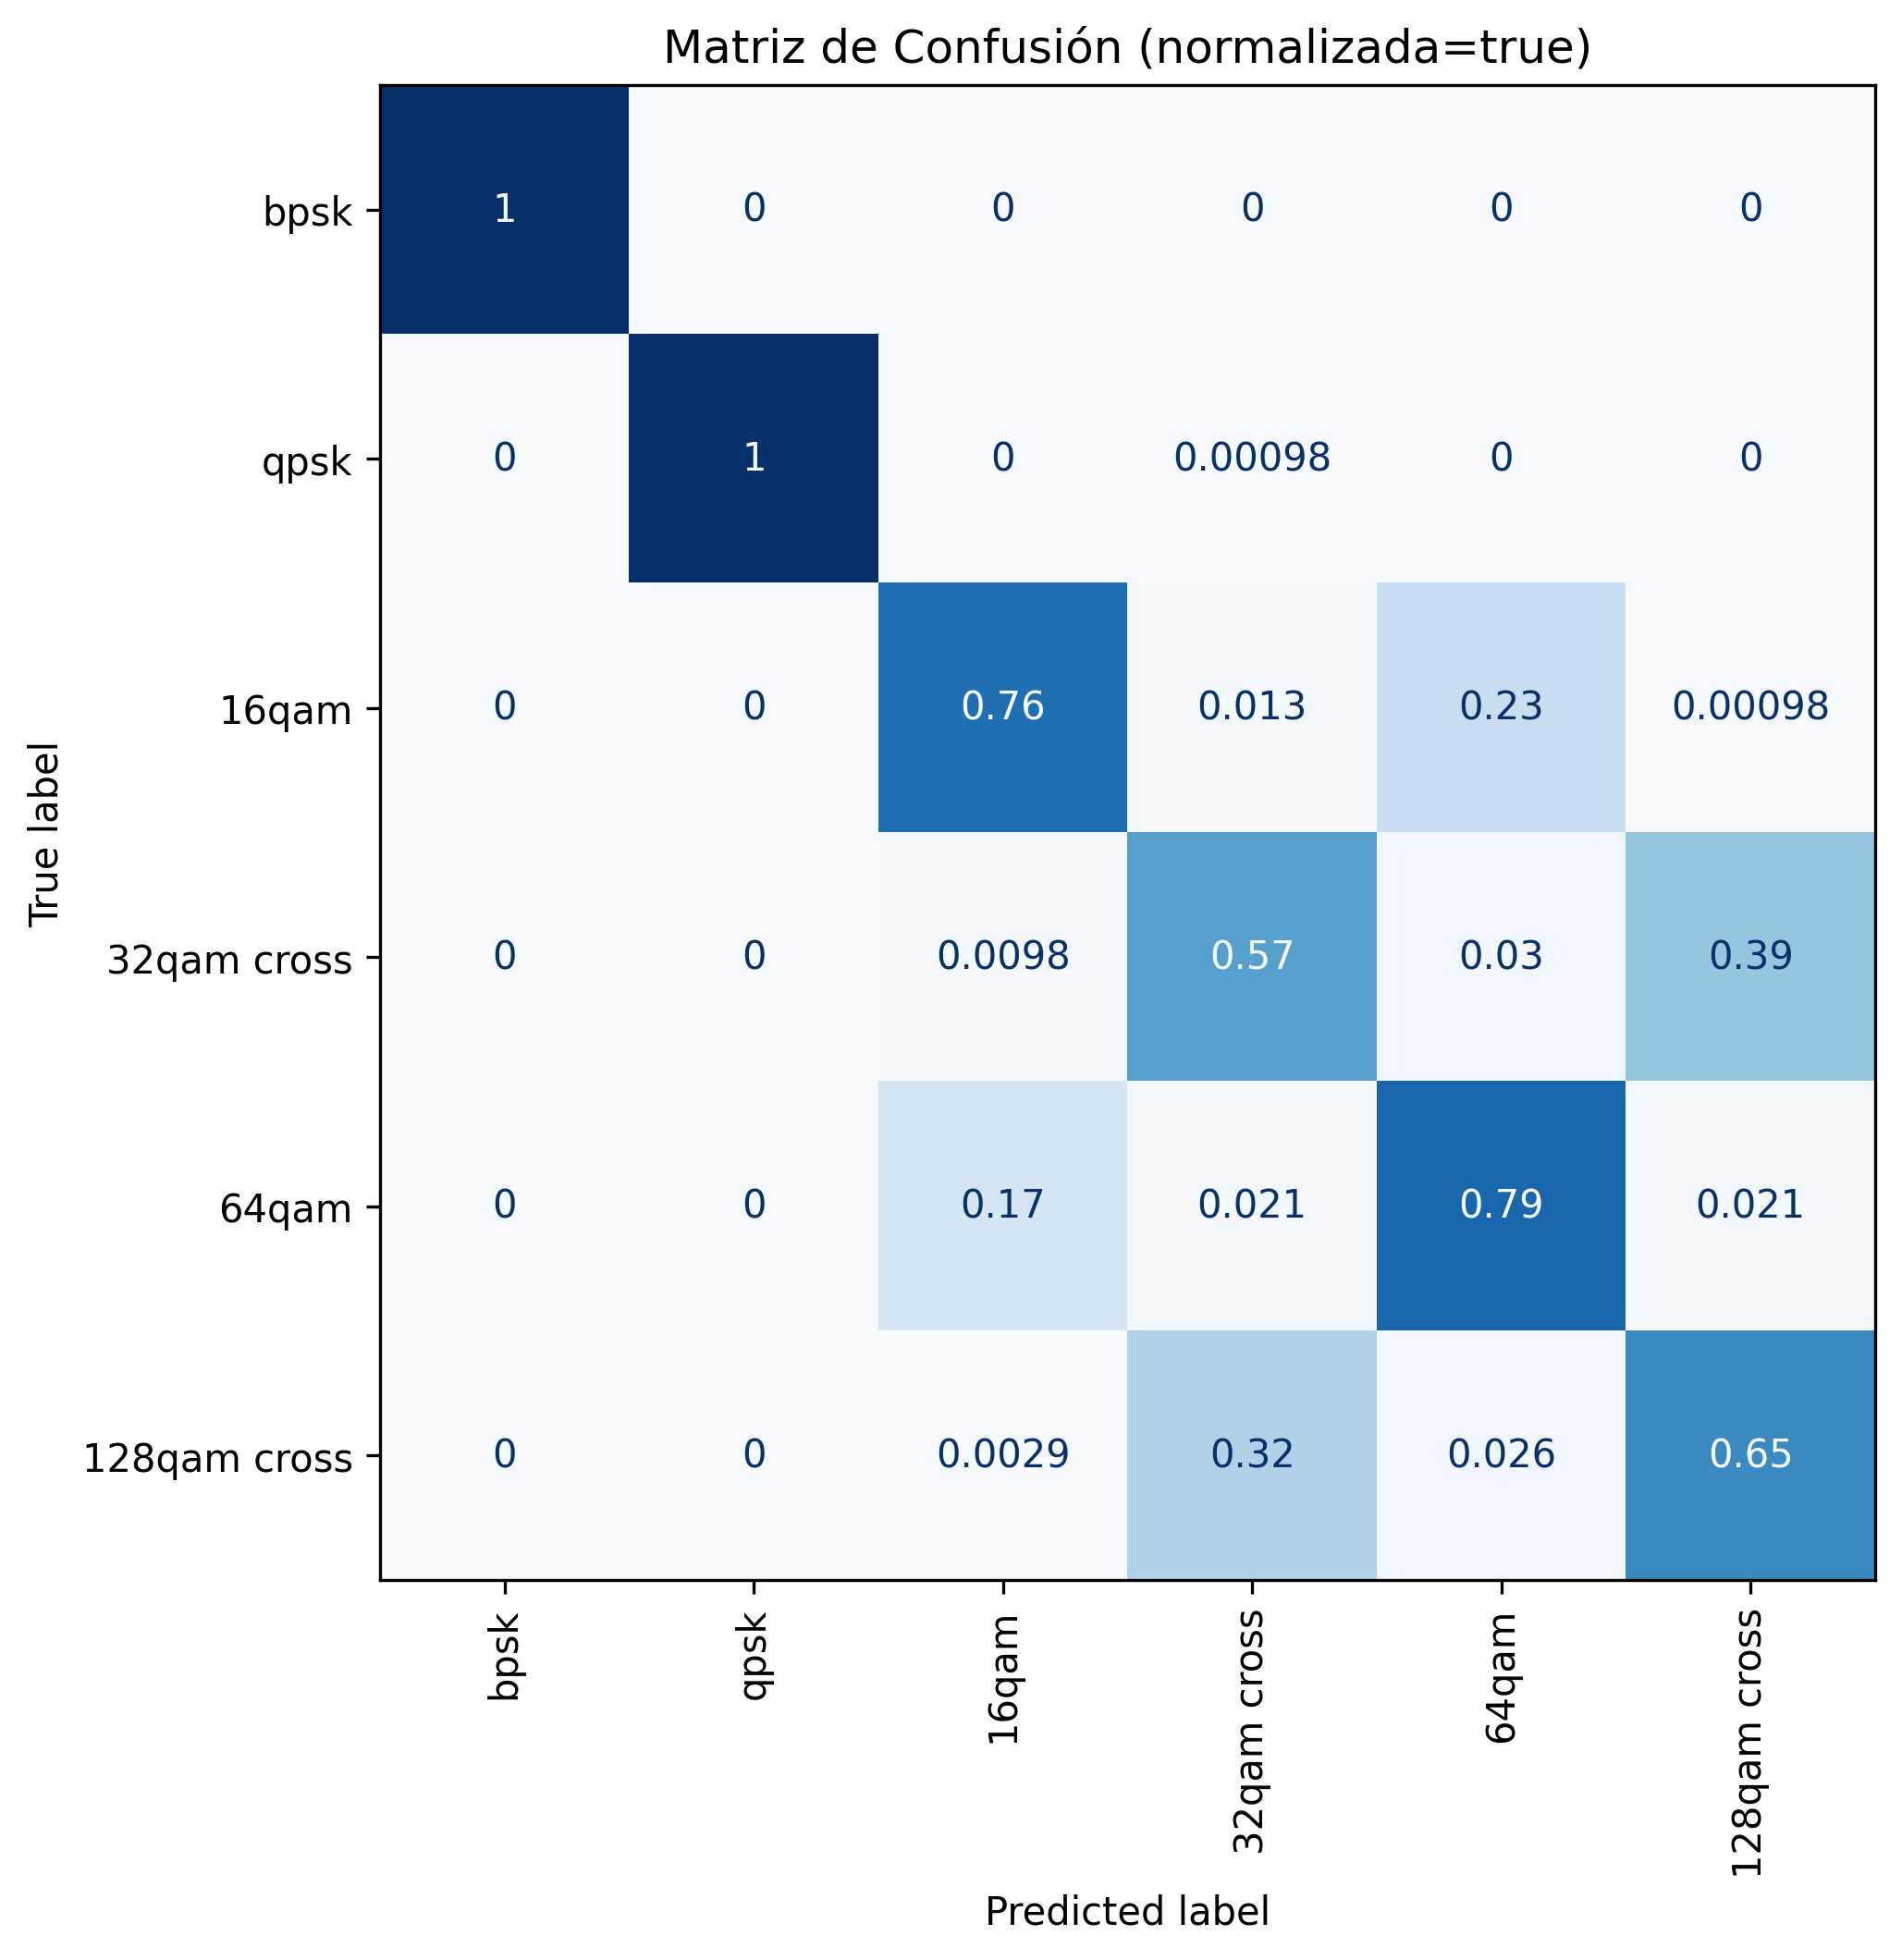 Matriz de Confusión (normalizada=true)
bpsk 1 0 0 0 0 0
qpsk 0 1 0 0.00098 0 0
16qam 0 0 0.76 0.013 0.23 0.00098
True label
32qam cross 0 0 0.0098 0.57 0.03 0.39
64qam 0 0 0.17 0.021 0.79 0.021
128qam cross 0 0 0.0029 0.32 0.026 0.65
bpsk qpsk 16qam 32qam cross 64qam 128qam cross
Predicted label